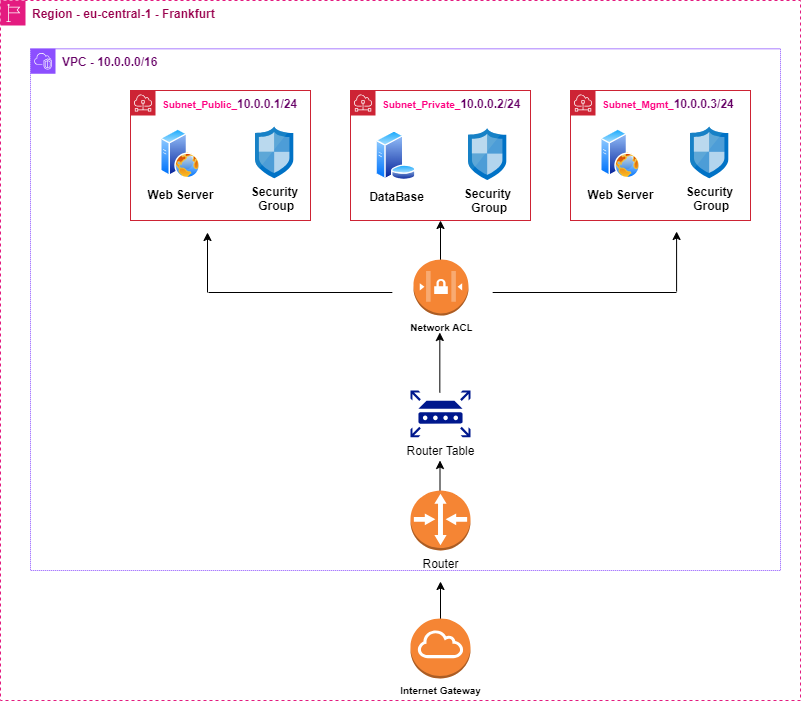 Region - eu-central-1 - Frankfurt
VPC - 10.0.0.0/16
Subnet_Public_10.0.0.1/24
Subnet_Private_10.0.0.2/24
Subnet_Mgmt_10.0.0.3/24
Web Server
Security
Group
DataBase
Security
Group
Web Server
Security
Group
Network ACL
Router Table
Router
Internet Gateway